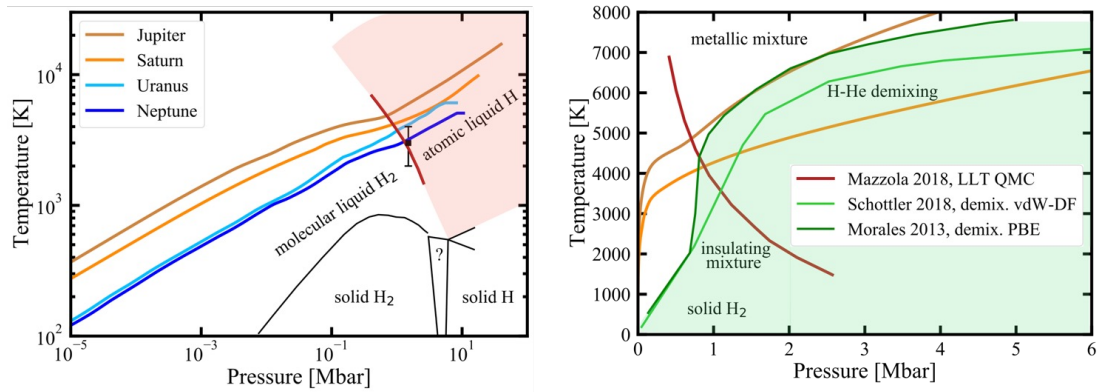 Jupiter
Saturn
Uranus
Neptune
10⁴
10³
10²
Temperature [K]
atomic liquid H
molecular liquid H₂
?
solid H₂
solid H
10⁻⁵
10⁻³
10⁻¹
10¹
Pressure [Mbar]
8000
7000
6000
5000
4000
3000
2000
1000
0
Temperature [K]
metallic mixture
H-He demixing
Mazzola 2018, LLT QMC
Schottler 2018, demix. vdW-DF
Morales 2013, demix. PBE
insulating
mixture
solid H₂
0
1
2
3
4
5
6
Pressure [Mbar]